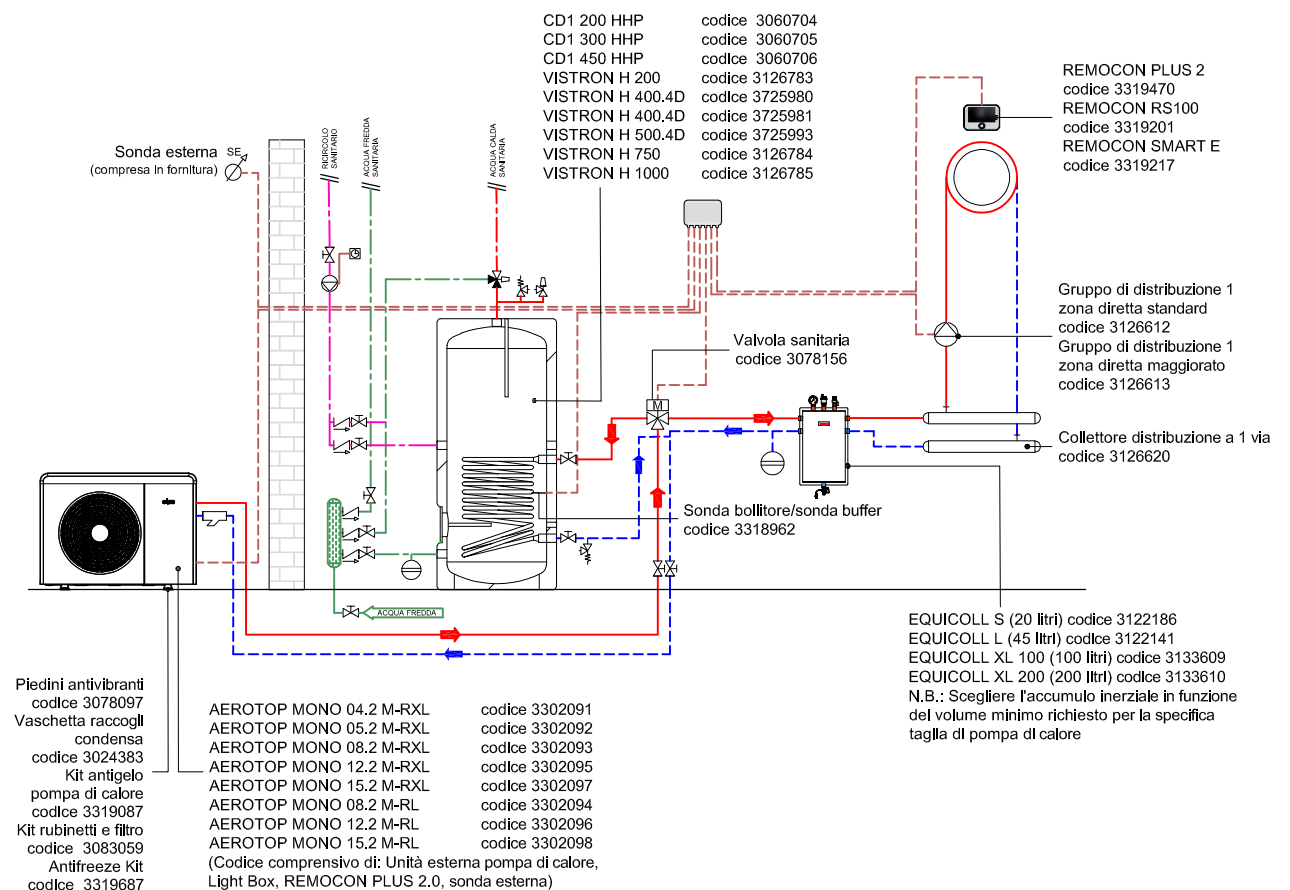 CD1 200 HHP codice 3060704
CD1 300 HHP codice 3060705
CD1 450 HHP codice 3060706
VISTRON H 200 codice 3126783
VISTRON H 400.4D codice 3725980
VISTRON H 400.4D codice 3725981
VISTRON H 500.4D codice 3725993
VISTRON H 750 codice 3126784
VISTRON H 1000 codice 3126785
REMOCON PLUS 2
codice 3319470
REMOCON RS100
codice 3319201
REMOCON SMART E
codice 3319217
Sonda esterna
(compresa in fornitura)
SE
RICIRCOLO
SANITARIO
ACQUA FREDDA
SANITARIA
ACQUA CALDA
SANITARIA
Valvola sanitaria
codice 3078156
M
Gruppo di distribuzione 1
zona diretta standard
codice 3126612
Gruppo di distribuzione 1
zona diretta maggiorato
codice 3126613
Collettore distribuzione a 1 via
codice 3126620
Sonda bollitore/sonda buffer
codice 3318962
ACQUA FREDDA
EQUICOLL S (20 litri) codice 3122186
EQUICOLL L (45 litri) codice 3122141
EQUICOLL XL 100 (100 litri) codice 3133609
EQUICOLL XL 200 (200 litri) codice 3133610
N.B.: Scegliere l'accumulo inerziale in funzione
del volume minimo richiesto per la specifica
taglia di pompa di calore
Piedini antivibranti
codice 3078097
Vaschetta raccogli
condensa
codice 3024383
Kit antigelo
pompa di calore
codice 3319087
Kit rubinetti e filtro
codice 3083059
Antifreeze Kit
codice 3319687
AEROTOP MONO 04.2 M-RXL codice 3302091
AEROTOP MONO 05.2 M-RXL codice 3302092
AEROTOP MONO 08.2 M-RXL codice 3302093
AEROTOP MONO 12.2 M-RXL codice 3302095
AEROTOP MONO 15.2 M-RXL codice 3302097
AEROTOP MONO 08.2 M-RL codice 3302094
AEROTOP MONO 12.2 M-RL codice 3302096
AEROTOP MONO 15.2 M-RL codice 3302098
(Codice comprensivo di: Unità esterna pompa di calore,
Light Box, REMOCON PLUS 2.0, sonda esterna)